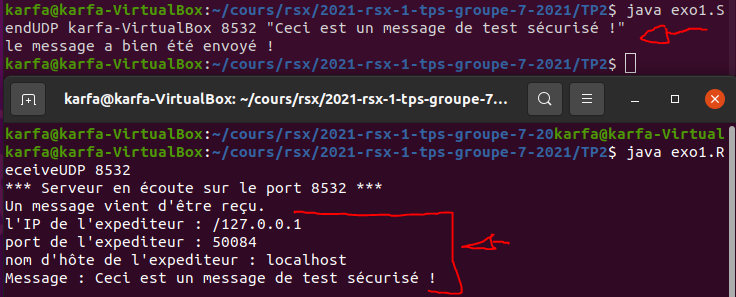 karfa@karfa-VirtualBox:~/cours/rsx/2021-rsx-1-tps-groupe-7-2021/TP2$ java exo1.S
endUDP karfa-VirtualBox 8532 "Ceci est un message de test sécurisé !"
le message a bien été envoyé !
karfa@karfa-VirtualBox:~/cours/rsx/2021-rsx-1-tps-groupe-7-2021/TP2$
karfa@karfa-VirtualBox: ~/cours/rsx/2021-rsx-1-tps-groupe-7...
karfa@karfa-VirtualBox:~/cours/rsx/2021-rsx-1-tps-groupe-7-20karfa@karfa-Virtual
karfa@karfa-VirtualBox:~/cours/rsx/2021-rsx-1-tps-groupe-7-2021/TP2$ java exo1.R
eceiveUDP 8532
*** Serveur en écoute sur le port 8532 ***
Un message vient d'être reçu.
l'IP de l'expediteur : /127.0.0.1
port de l'expediteur : 50084
nom d'hôte de l'expediteur : localhost
Message : Ceci est un message de test sécurisé !